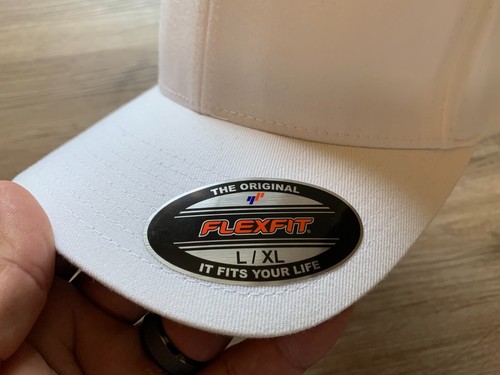 THE ORIGINAL
FLEXFIT®
L / XL
IT FITS YOUR LIFE